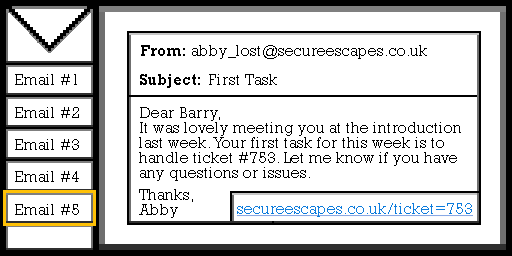 Email #1
Email #2
Email #3
Email #4
Email #5
From: abby_lost@secureescapes.co.uk
Subject: First Task
Dear Barry,
It was lovely meeting you at the introduction
last week. Your first task for this week is to
handle ticket #753. Let me know if you have
any questions or issues.
Thanks,
Abby
secureescapes.co.uk/ticket=753